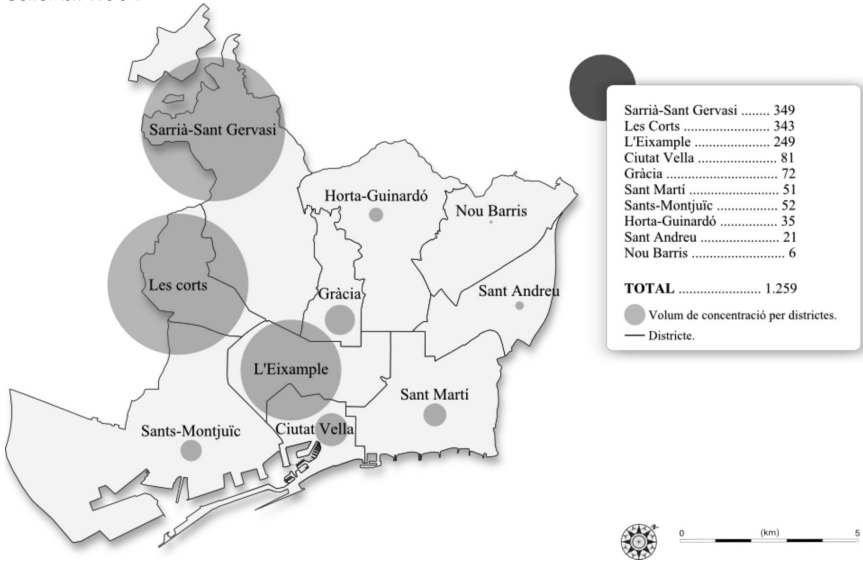 Sarrià-Sant Gervasi
Les corts
Horta-Guinardó
Nou Barris
Gràcia
Sant Andreu
L'Eixample
Sant Martí
Ciutat Vella
Sants-Montjuïc
Sarrià-Sant Gervasi ........ 349
Les Corts ........................ 343
L'Eixample ..................... 249
Ciutat Vella ...................... 81
Gràcia ............................... 72
Sant Martí ......................... 51
Sants-Montjuïc ................. 52
Horta-Guinardó ................ 35
Sant Andreu ..................... 21
Nou Barris ......................... 6
TOTAL ....................... 1.259
Volum de concentració per districtes.
Districte.
0 (km) 5